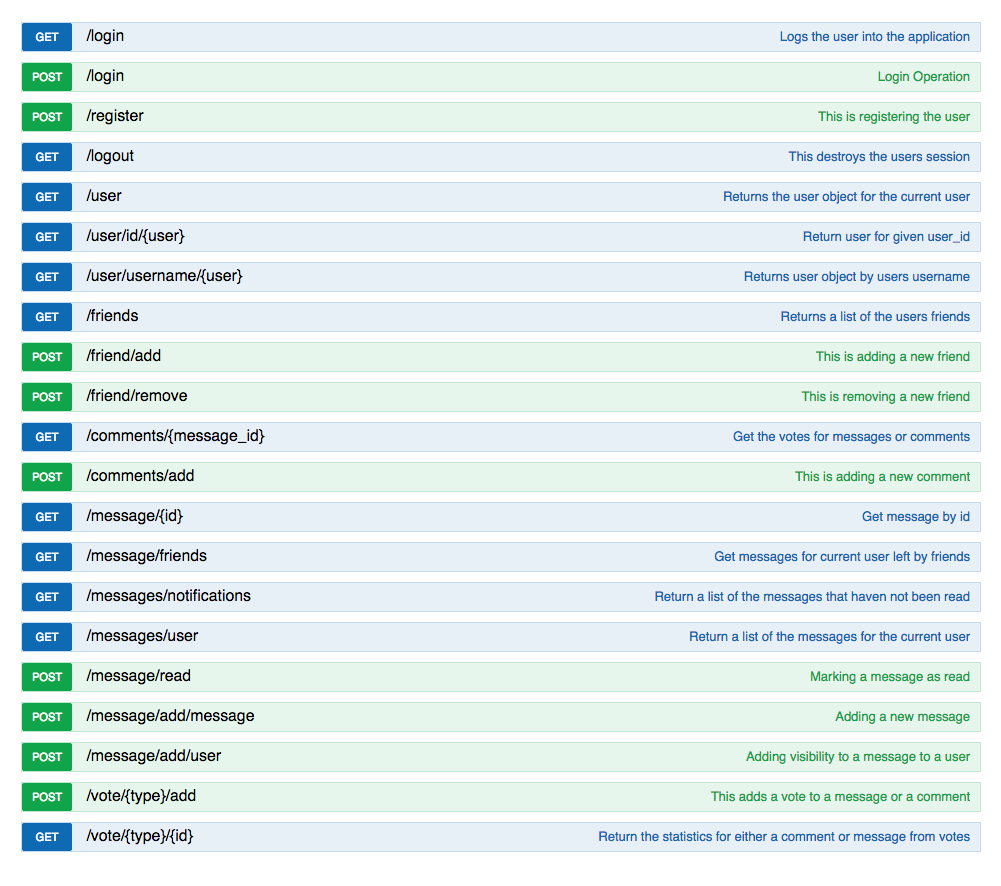 GET /login Logs the user into the application
POST /login Login Operation
POST /register This is registering the user
GET /logout This destroys the users session
GET /user Returns the user object for the current user
GET /user/id/{user} Return user for given user_id
GET /user/username/{user} Returns user object by users username
GET /friends Returns a list of the users friends
POST /friend/add This is adding a new friend
POST /friend/remove This is removing a new friend
GET /comments/{message_id} Get the votes for messages or comments
POST /comments/add This is adding a new comment
GET /message/{id} Get message by id
GET /message/friends Get messages for current user left by friends
GET /messages/notifications Return a list of the messages that haven not been read
GET /messages/user Return a list of the messages for the current user
POST /message/read Marking a message as read
POST /message/add/message Adding a new message
POST /message/add/user Adding visibility to a message to a user
POST /vote/{type}/add This adds a vote to a message or a comment
GET /vote/{type}/{id} Return the statistics for either a comment or message from votes